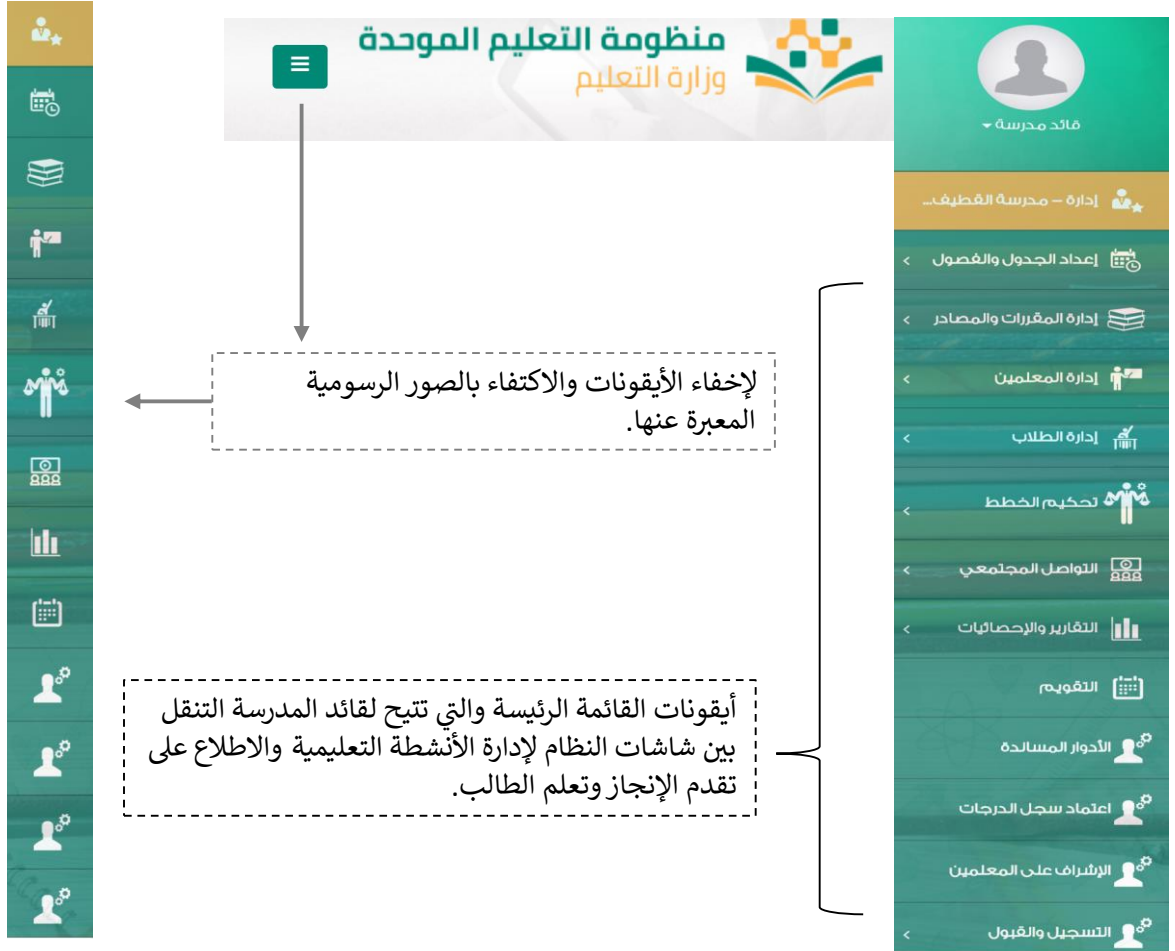 منظومة التعليم الموحدة
وزارة التعليم
قائد مدرسة
إدارة – مدرسة القطيف...
إعداد الجدول والفصول
إدارة المقررات والمصادر
إدارة المعلمين
إدارة الطلاب
تحكيم الخطط
التواصل المجتمعي
التقارير والإحصائيات
التقويم
الأدوار المساندة
اعتماد سجل الدرجات
الإشراف على المعلمين
التسجيل والقبول
لإخفاء الأيقونات والاكتفاء بالصور الرسومية
المعبرة عنها.
أيقونات القائمة الرئيسة والتي تتيح لقائد المدرسة التنقل
بين شاشات النظام لإدارة الأنشطة التعليمية والاطلاع على
تقدم الإنجاز وتعلم الطالب.